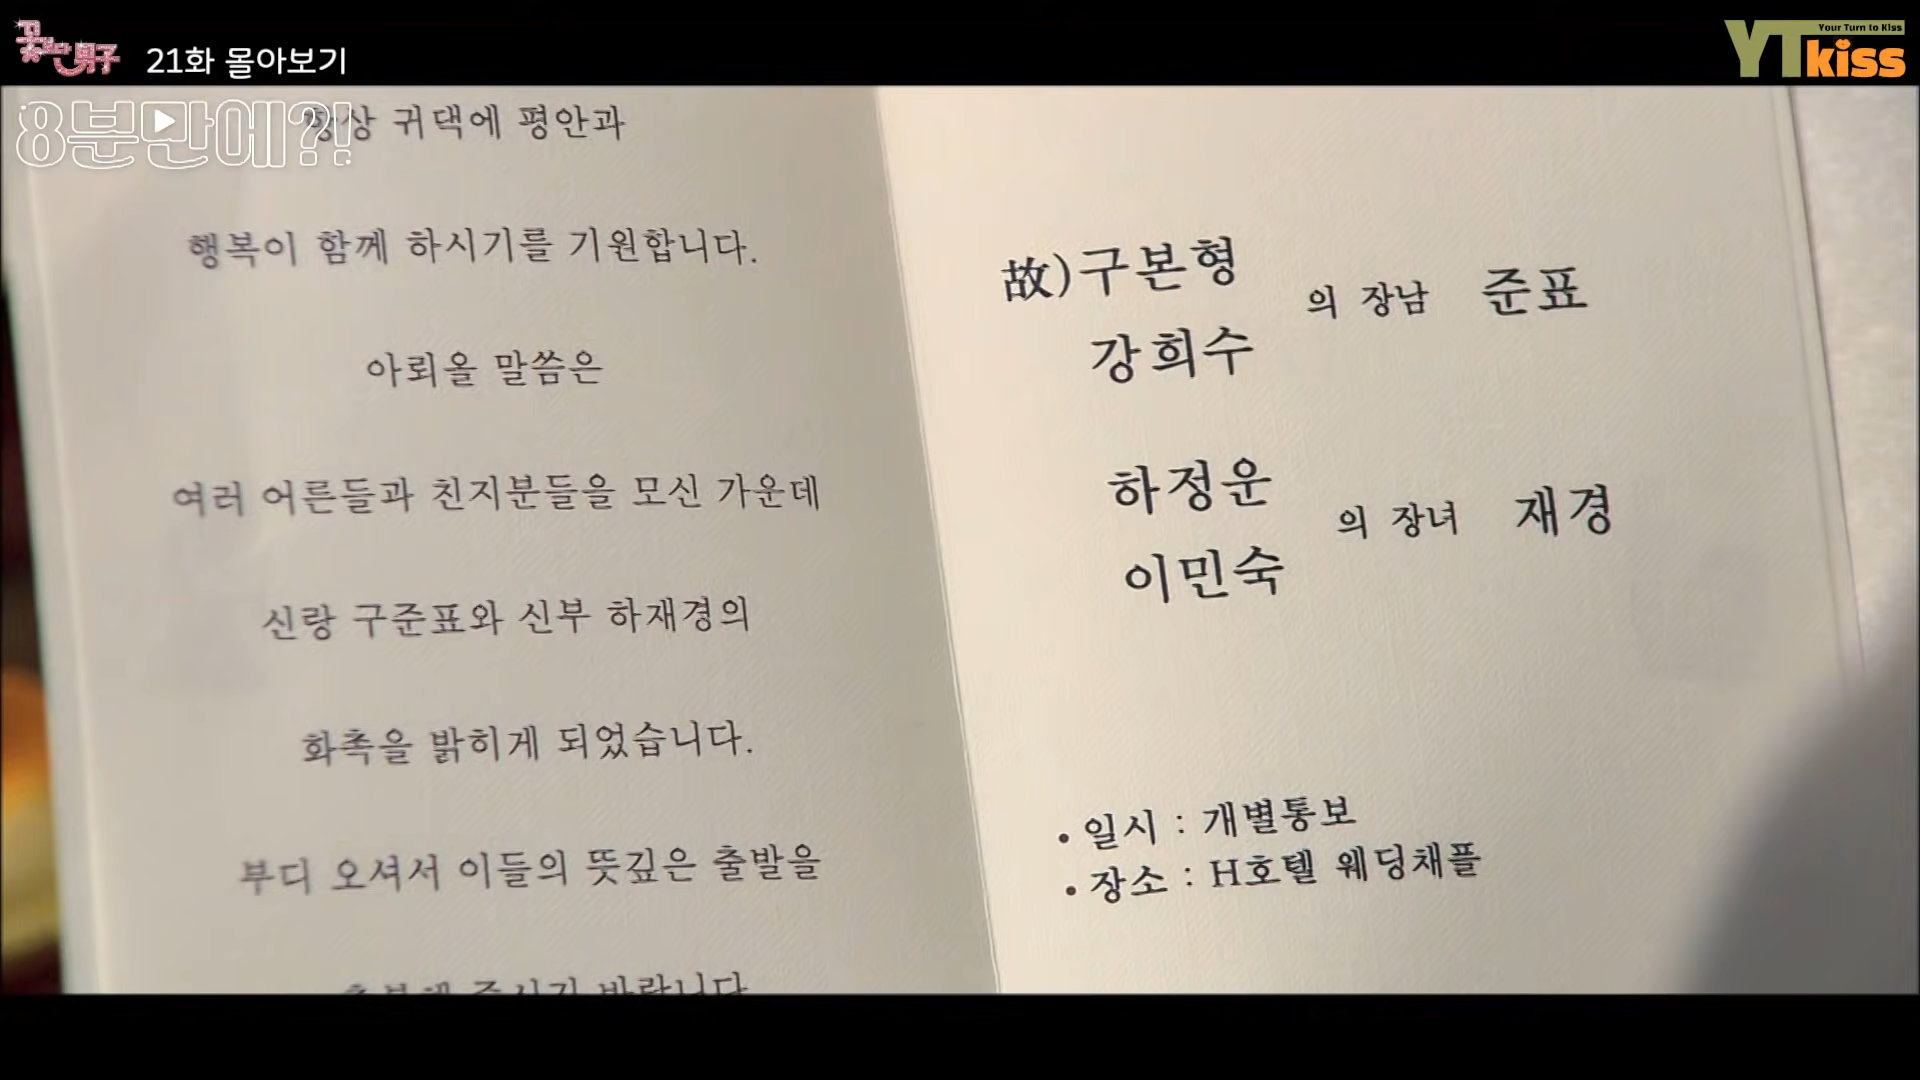 꽃보다男子
21화 몰아보기
Your Turn to Kiss
YTkiss
8분만에?!
항상 귀댁에 평안과
행복이 함께 하시기를 기원합니다.
아뢰올 말씀은
여러 어른들과 친지분들을 모신 가운데
신랑 구준표와 신부 하재경의
화촉을 밝히게 되었습니다.
부디 오셔서 이들의 뜻깊은 출발을
故)구본형
강희수
의 장남 준표
하정운
이민숙
의 장녀 재경
• 일시 : 개별통보
• 장소 : H호텔 웨딩채플